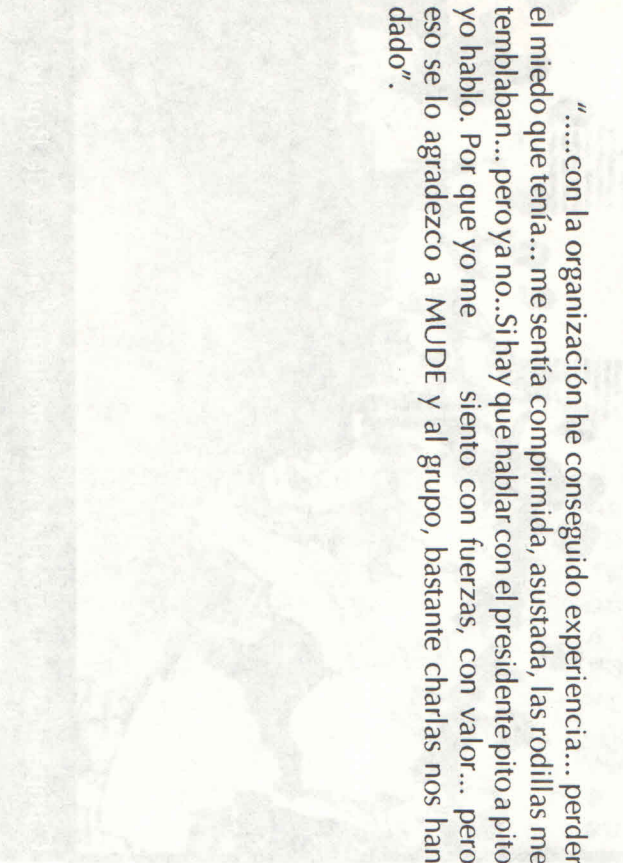 ".....con la organización he conseguido experiencia... perder
el miedo que tenía... me sentía comprimida, asustada, las rodillas me
temblaban... pero ya no..Si hay que hablar con el presidente pito a pito
yo hablo. Por que yo me siento con fuerzas, con valor... pero
eso se lo agradezco a MUDE y al grupo, bastante charlas nos han
dado".